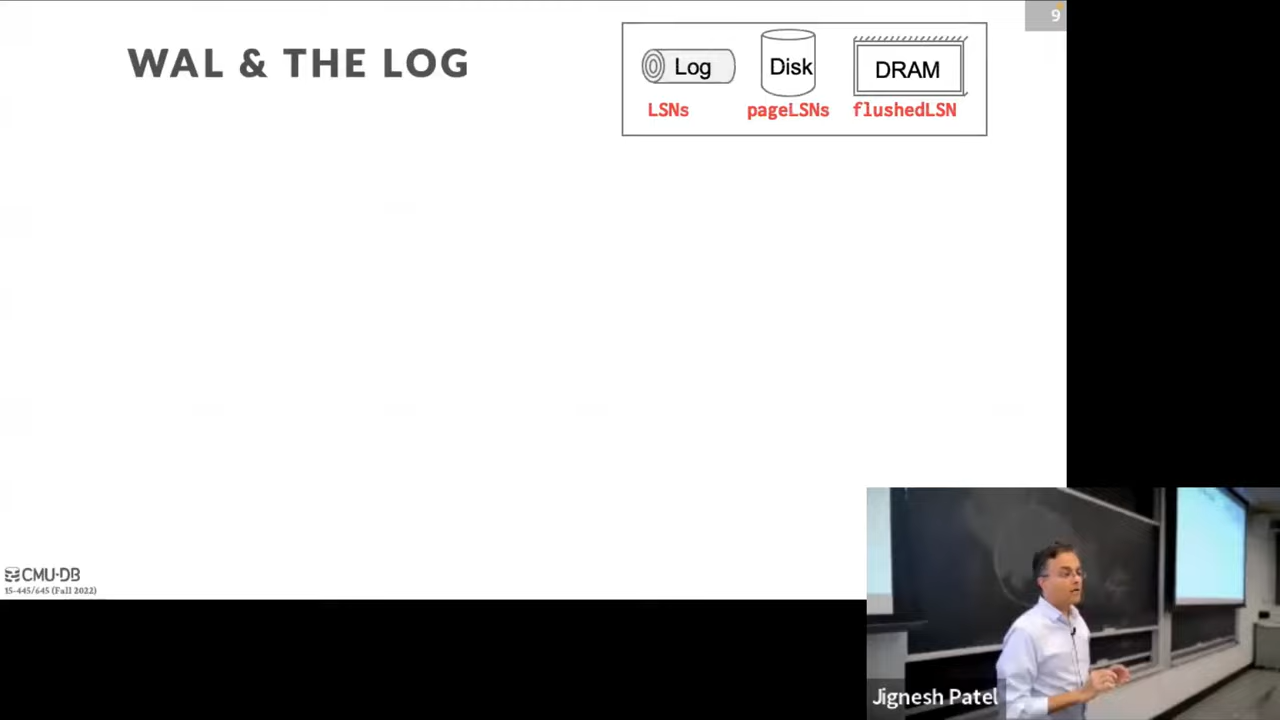 9
WAL & THE LOG
Log
Disk
DRAM
LSNs
pageLSNs
flushedLSN
CMU·DB
15-445/645 (Fall 2022)
Jignesh Patel